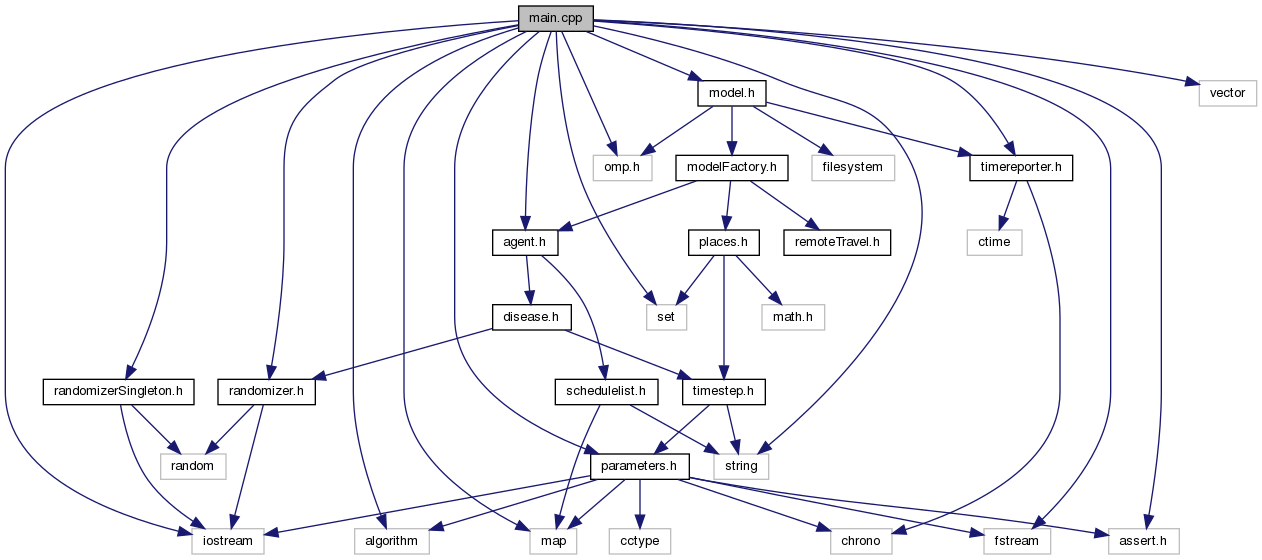 main.cpp
model.h
vector
omp.h
modelFactory.h
filesystem
timereporter.h
agent.h
places.h
remoteTravel.h
ctime
disease.h
set
math.h
randomizerSingleton.h
randomizer.h
schedulelist.h
timestep.h
random
parameters.h
string
iostream
algorithm
map
cctype
chrono
fstream
assert.h